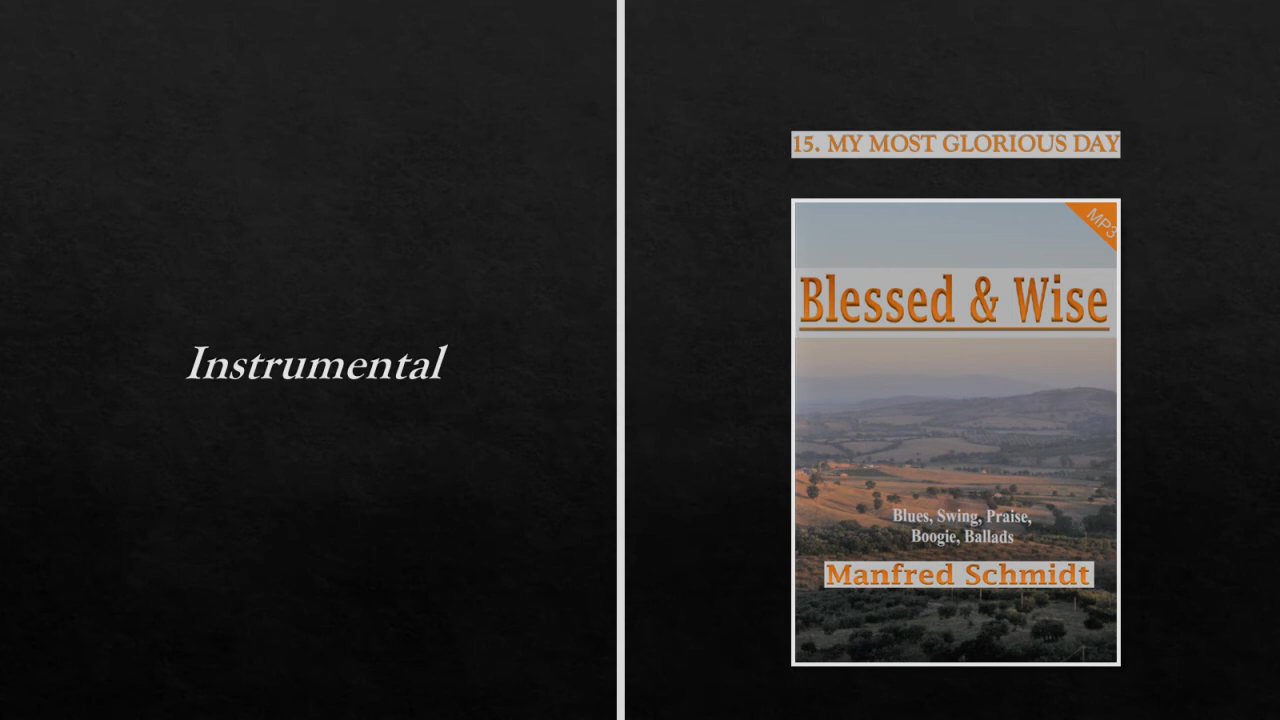 Instrumental
15. MY MOST GLORIOUS DAY
MP3
Blessed & Wise
Blues, Swing, Praise,
Boogie, Ballads
Manfred Schmidt